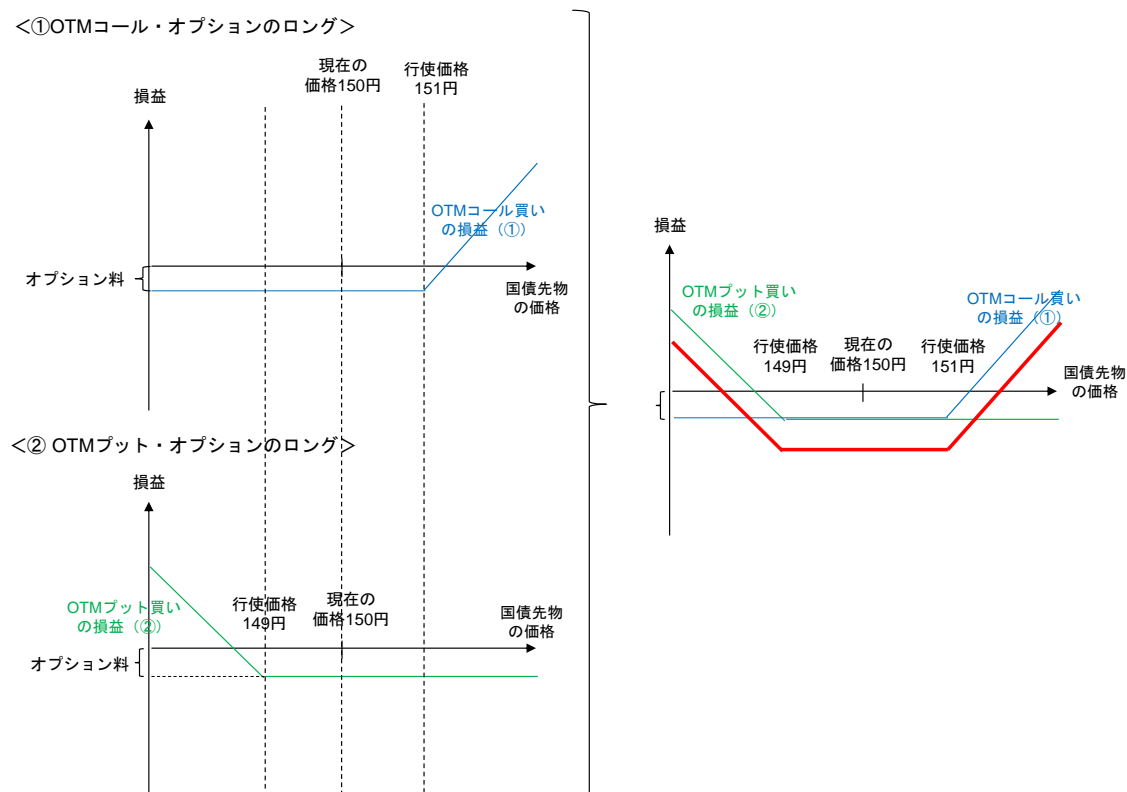 ＜①OTMコール・オプションのロング＞
現在の
価格150円
行使価格
151円
損益
OTMコール買い
の損益（①）
オプション料
国債先物
の価格
＜② OTMプット・オプションのロング＞
損益
OTMプット買い
の損益（②）
行使価格
149円
現在の
価格150円
国債先物
の価格
オプション料
損益
OTMプット買い
の損益（②）
OTMコール買い
の損益（①）
行使価格
149円
現在の
価格150円
行使価格
151円
国債先物
の価格